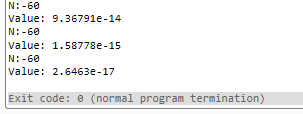 N:-60
Value: 9.36791e-14
N:-60
Value: 1.58778e-15
N:-60
Value: 2.6463e-17
Exit code: 0 (normal program termination)